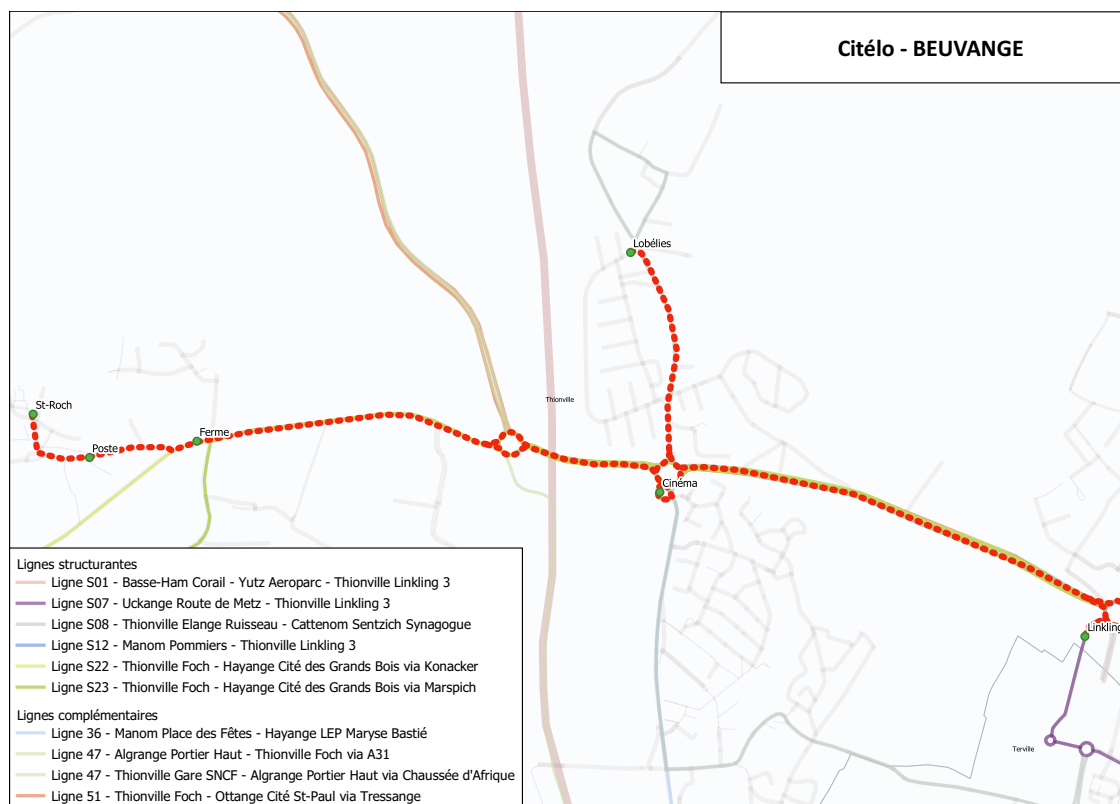 Citélo - BEUVANGE
Lobélies
Thionville
St-Roch
Ferme
Poste
Cinéma
Linkling
Terville
Lignes structurantes
Ligne S01 - Basse-Ham Corail - Yutz Aeroparc - Thionville Linkling 3
Ligne S07 - Uckange Route de Metz - Thionville Linkling 3
Ligne S08 - Thionville Elange Ruisseau - Cattenom Sentzich Synagogue
Ligne S12 - Manom Pommiers - Thionville Linkling 3
Ligne S22 - Thionville Foch - Hayange Cité des Grands Bois via Konacker
Ligne S23 - Thionville Foch - Hayange Cité des Grands Bois via Marspich
Lignes complémentaires
Ligne 36 - Manom Place des Fêtes - Hayange LEP Maryse Bastié
Ligne 47 - Algrange Portier Haut - Thionville Foch via A31
Ligne 47 - Thionville Gare SNCF - Algrange Portier Haut via Chaussée d'Afrique
Ligne 51 - Thionville Foch - Ottange Cité St-Paul via Tressange